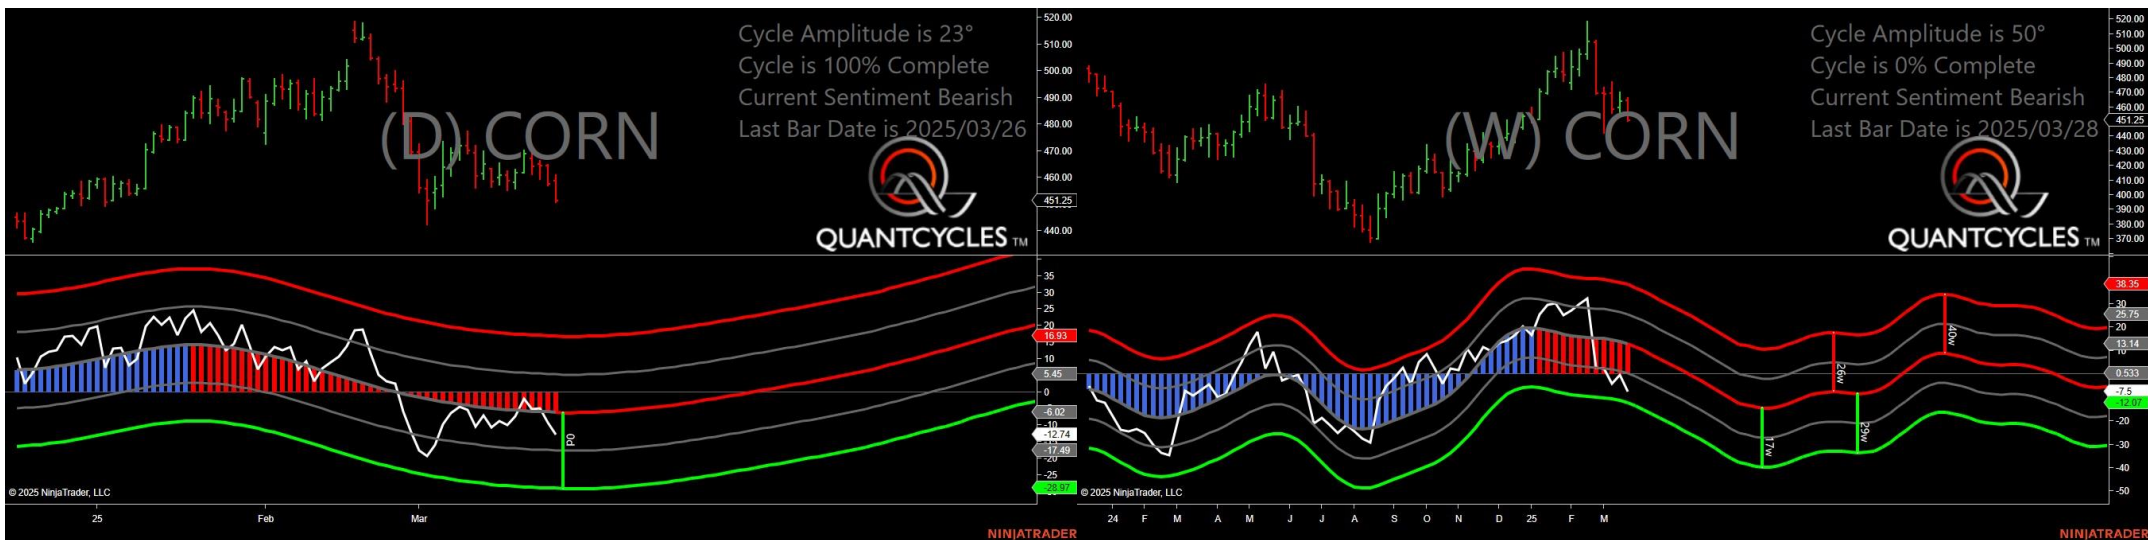 Cycle Amplitude is 23°
Cycle is 100% Complete
Current Sentiment Bearish
Last Bar Date is 2025/03/26
(D) CORN
QUANTCYCLES TM
520.00
510.00
500.00
490.00
480.00
470.00
460.00
451.25
440.00
35
30
25
20
16.93
15
10
5.45
0
-6.02
-10
-12.74
-17.49
-20
-25
-28.97
0d
© 2025 NinjaTrader, LLC
25 Feb Mar
NINJATRADER
Cycle Amplitude is 50°
Cycle is 0% Complete
Current Sentiment Bearish
Last Bar Date is 2025/03/28
(W) CORN
QUANTCYCLES TM
520.00
510.00
500.00
490.00
480.00
470.00
460.00
451.25
440.00
430.00
420.00
410.00
400.00
390.00
380.00
370.00
38.35
30
25.75
20
13.14
10
0.533
-7.5
-12.07
-20
-30
-40
-50
17w
26w
29w
40w
© 2025 NinjaTrader, LLC
24 F M A M J J A S O N D 25 F M
NINJATRADER